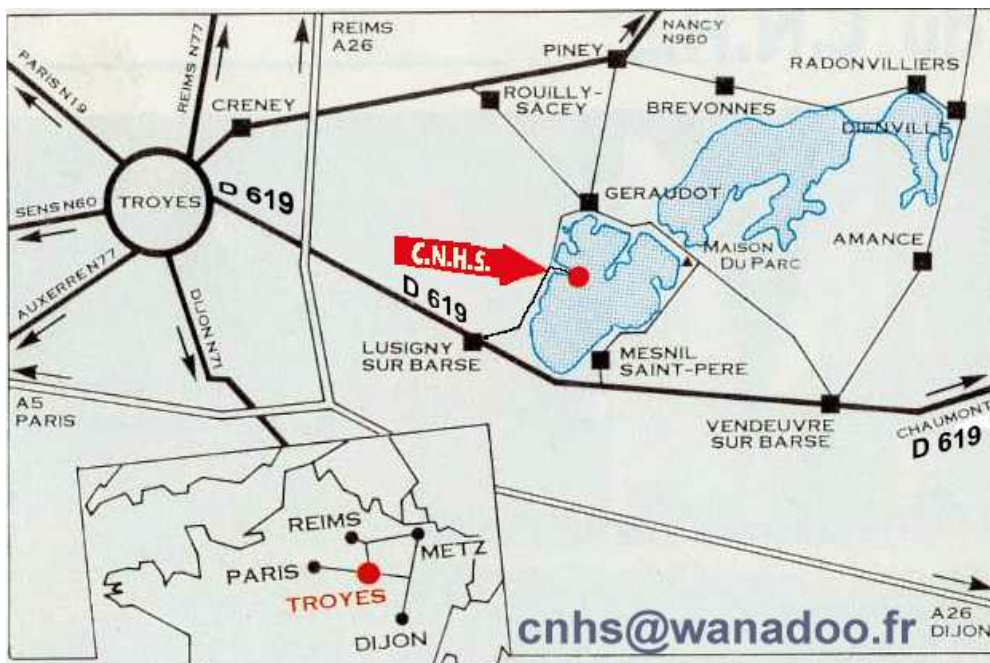 REIMS
A26
NANCY
N960
PINEY
RADONVILLIERS
PARIS N19
REIMS N77
CRENEY
ROUILLY-
SACEY
BREVONNES
DIENVILLE
TROYES
D 619
GERAUDOT
SENS N60
AMANCE
MAISON
DU PARC
C.N.H.S.
AUXERRE N77
D 619
DIJON N71
LUSIGNY
SUR BARSE
MESNIL
SAINT-PERE
A5
PARIS
VENDEUVRE
SUR BARSE
CHAUMONT
D 619
REIMS
METZ
PARIS
TROYES
DIJON
cnhs@wanadoo.fr
A26
DIJON